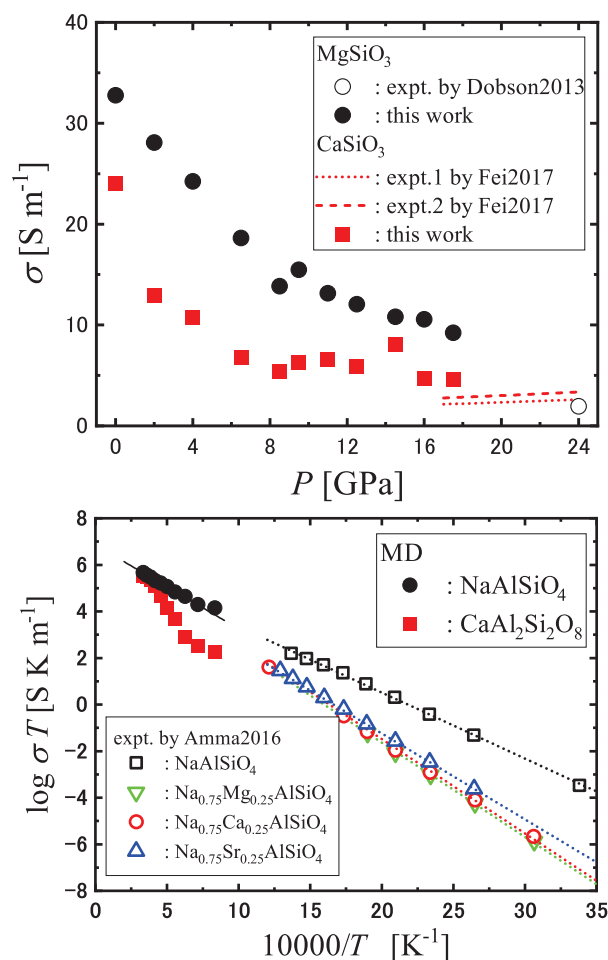 40
30
20
10
0
σ [S m⁻¹]
MgSiO₃
○ : expt. by Dobson2013
● : this work
CaSiO₃
: expt.1 by Fei2017
: expt.2 by Fei2017
■ : this work
0 4 8 12 16 20 24
P [GPa]
8
6
4
2
0
−2
−4
−6
−8
log σT [S K m⁻¹]
MD
● : NaAlSiO₄
■ : CaAl₂Si₂O₈
expt. by Amma2016
□ : NaAlSiO₄
▽ : Na₀.₇₅Mg₀.₂₅AlSiO₄
○ : Na₀.₇₅Ca₀.₂₅AlSiO₄
△ : Na₀.₇₅Sr₀.₂₅AlSiO₄
0 5 10 15 20 25 30 35
10000/T [K⁻¹]